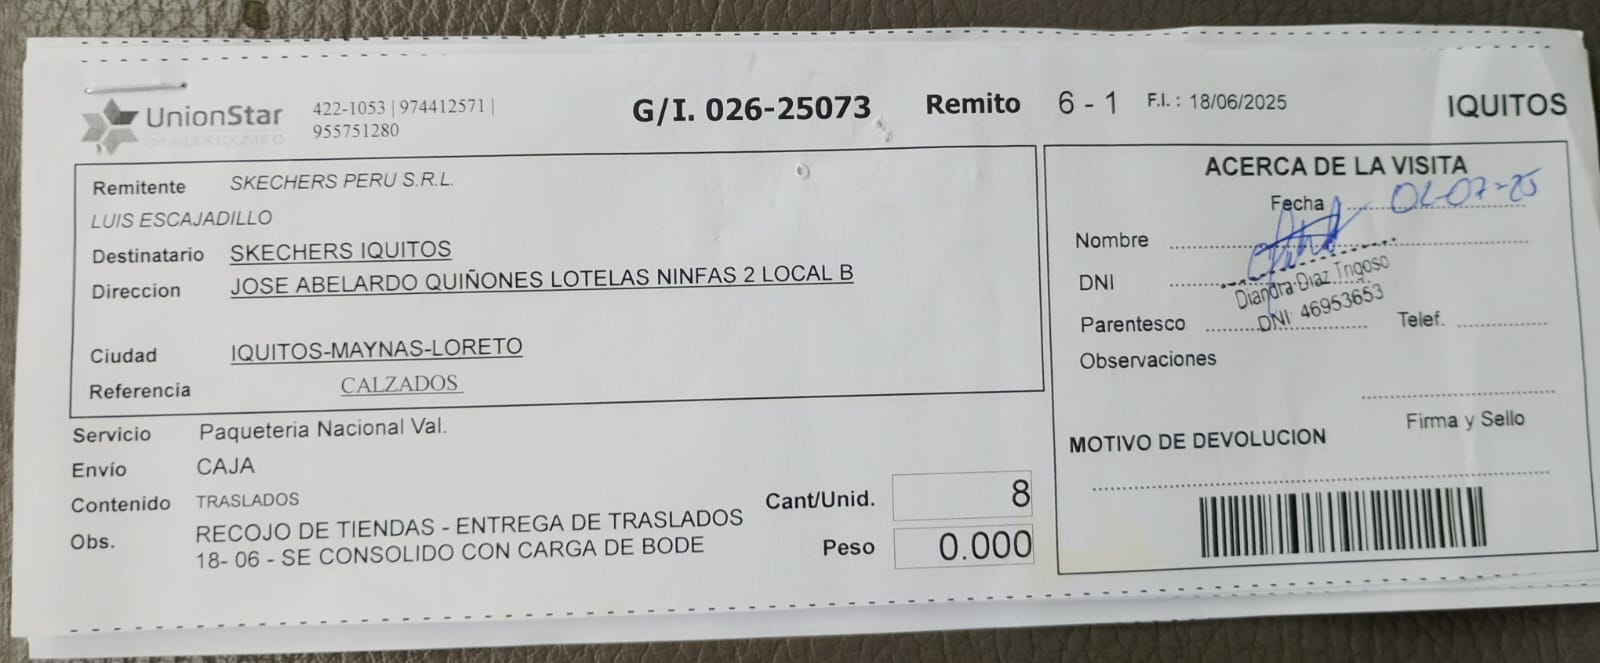 UnionStar
OPERADOR LOGISTICO
422-1053 | 974412571 |
955751280
G/I. 026-25073 Remito 6 - 1 F.I. : 18/06/2025 IQUITOS
Remitente SKECHERS PERU S.R.L.
LUIS ESCAJADILLO
Destinatario SKECHERS IQUITOS
Direccion JOSE ABELARDO QUIÑONES LOTELAS NINFAS 2 LOCAL B
Ciudad IQUITOS-MAYNAS-LORETO
Referencia CALZADOS
Servicio Paqueteria Nacional Val.
Envío CAJA
Contenido TRASLADOS
Obs. RECOJO DE TIENDAS - ENTREGA DE TRASLADOS
18- 06 - SE CONSOLIDO CON CARGA DE BODE
Cant/Unid. 8
Peso 0.000
ACERCA DE LA VISITA
Fecha
Nombre
DNI
Diandra Diaz Trigoso
DNI: 46953653
Parentesco Telef.
Observaciones
Firma y Sello
MOTIVO DE DEVOLUCION